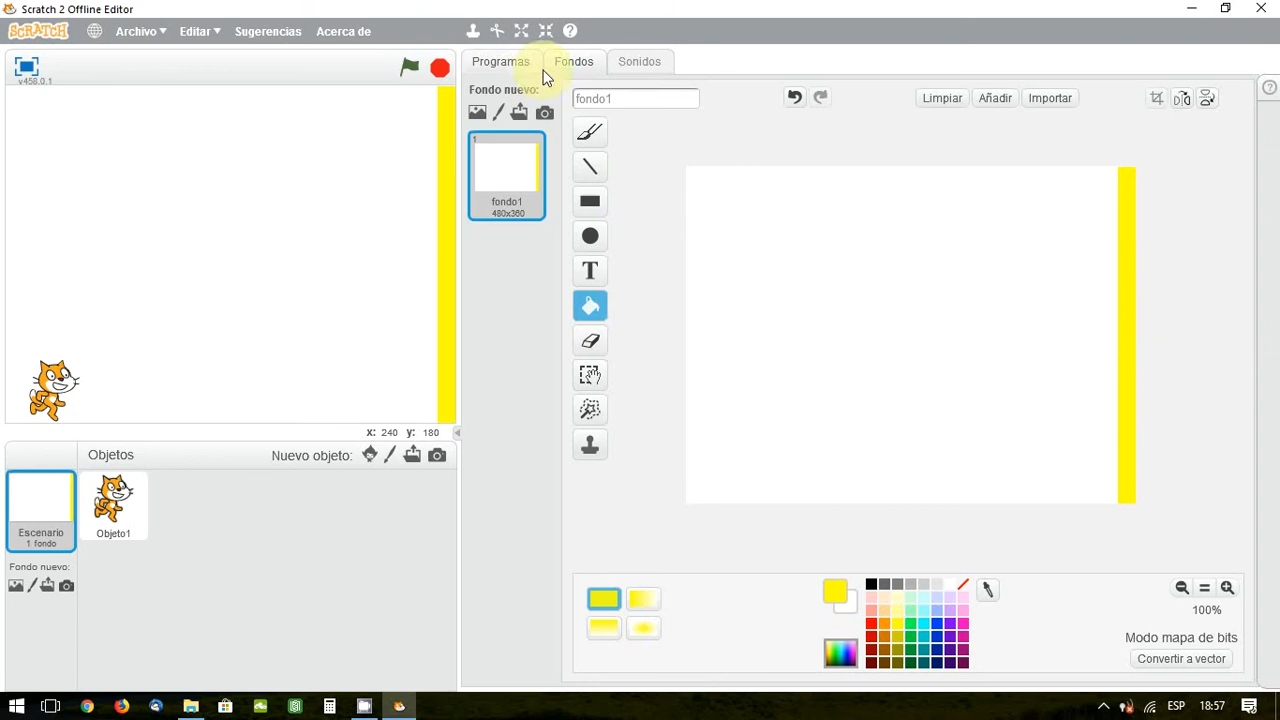 Scratch 2 Offline Editor
SCRATCH
Archivo Editar Sugerencias Acerca de
v458.0.1
Programas Fondos Sonidos
Fondo nuevo:
fondo1
Limpiar Añadir Importar
1
fondo1
480x360
T
x: 240 y: 180
Objetos Nuevo objeto:
Escenario
1 fondo
Objeto1
Fondo nuevo:
100%
Modo mapa de bits
Convertir a vector
ESP 18:57